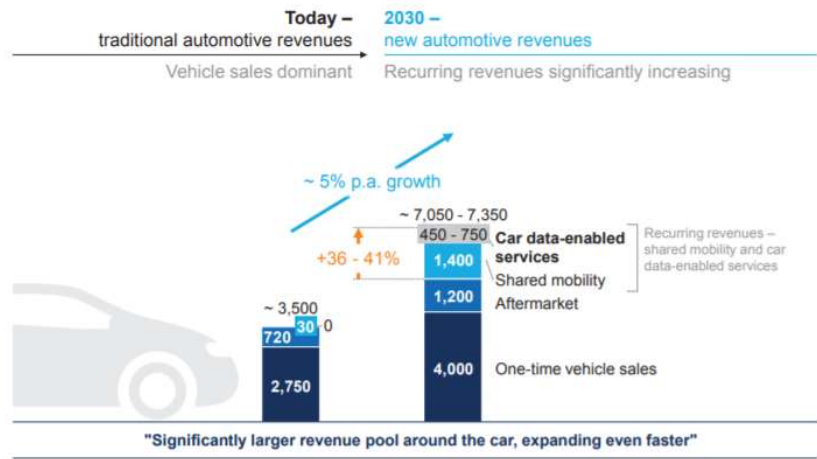 Today –
traditional automotive revenues
Vehicle sales dominant
2030 –
new automotive revenues
Recurring revenues significantly increasing
~ 5% p.a. growth
~ 7,050 - 7,350
450 - 750
Car data-enabled
services
Recurring revenues –
shared mobility and car
data-enabled services
+36 - 41%
1,400
Shared mobility
1,200
Aftermarket
~ 3,500
30
0
720
2,750
4,000
One-time vehicle sales
"Significantly larger revenue pool around the car, expanding even faster"